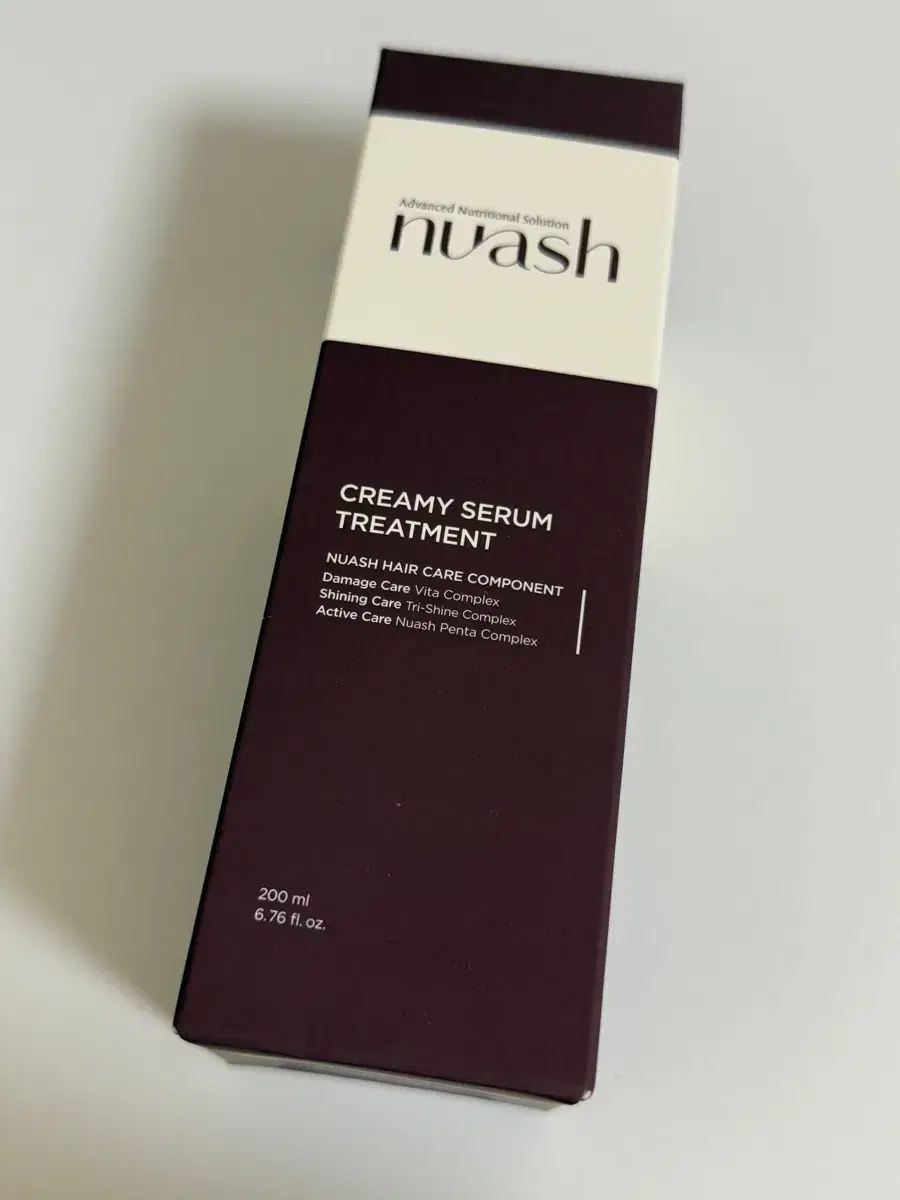 Advanced Nutritional Solution
nuash
CREAMY SERUM
TREATMENT
NUASH HAIR CARE COMPONENT
Damage Care Vita Complex
Shining Care Tri-Shine Complex
Active Care Nuash Penta Complex
200 ml
6.76 fl. oz.